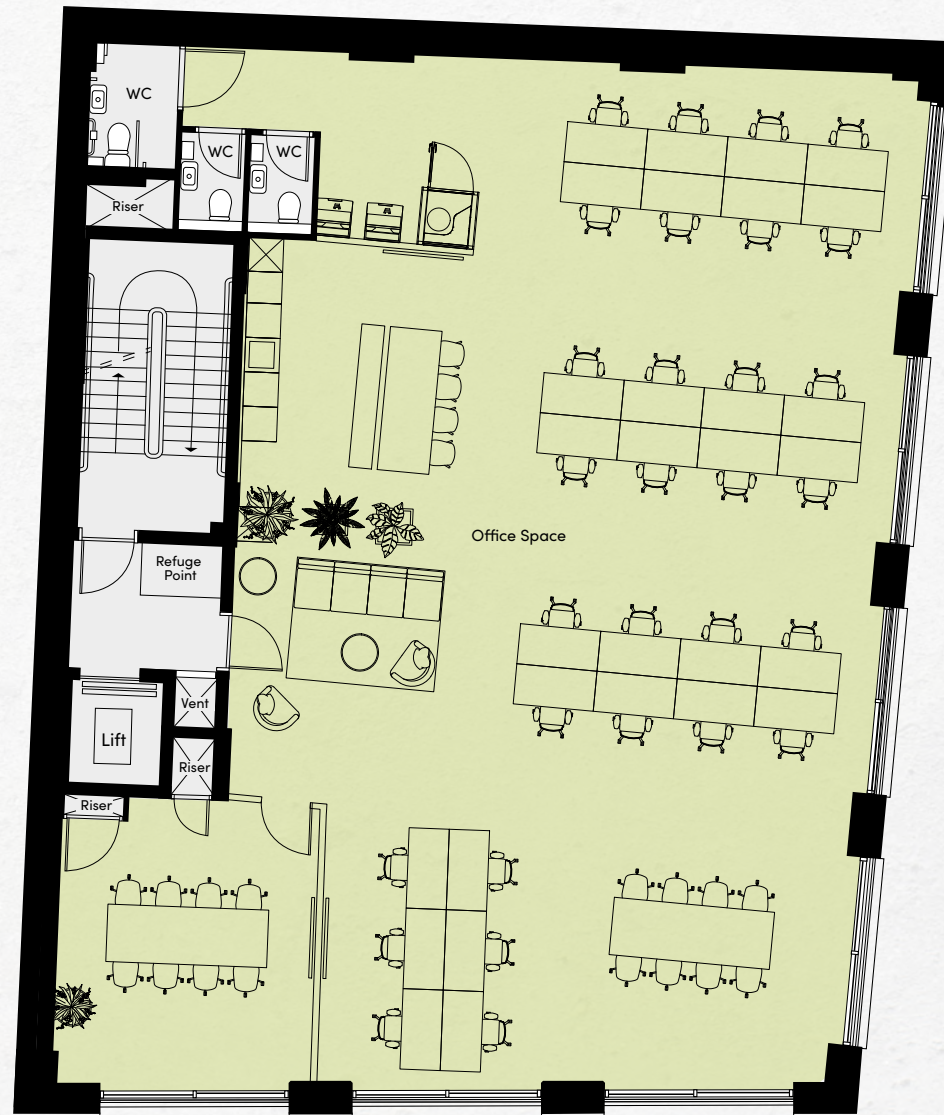 WC
WC
WC
Riser
Office Space
Refuge
Point
Vent
Lift
Riser
Riser